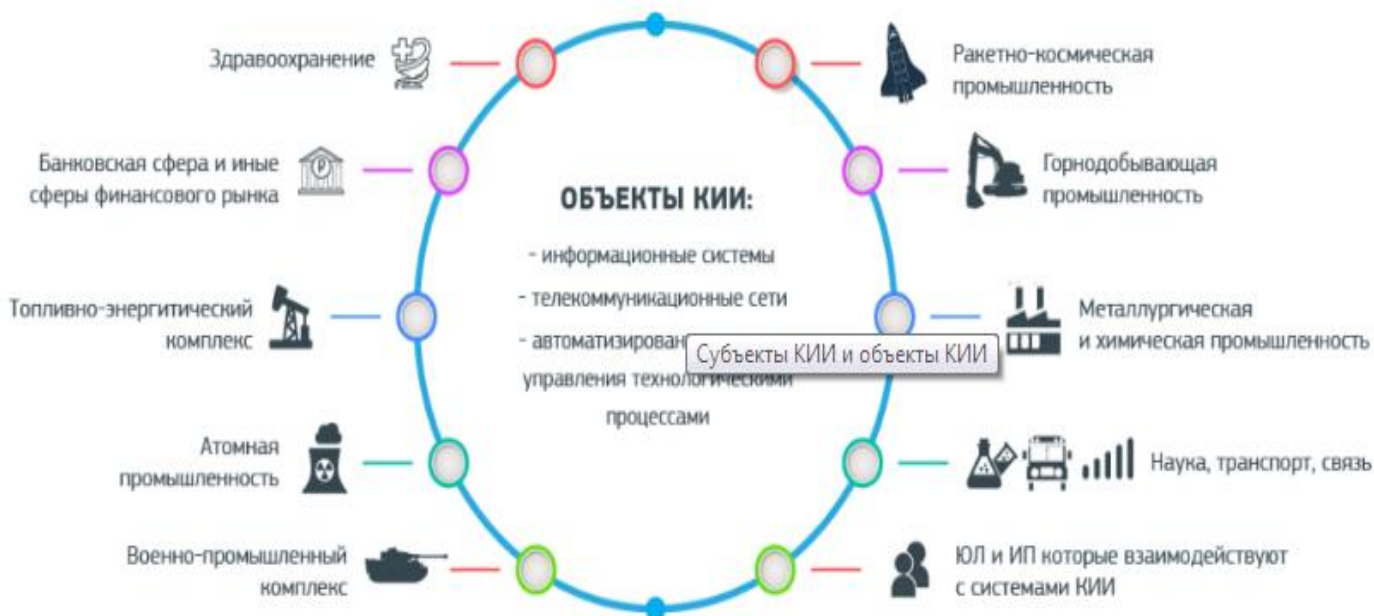 Здравоохранение
Банковская сфера и иные
сферы финансового рынка
Топливно-энергитический
комплекс
Атомная
промышленность
Военно-промышленный
комплекс
ОБЪЕКТЫ КИИ:
- информационные системы
- телекоммуникационные сети
- автоматизирован
Субъекты КИИ и объекты КИИ
управления технологическими
процессами
Ракетно-космическая
промышленность
Горнодобывающая
промышленность
Металлургическая
и химическая промышленность
Наука, транспорт, связь
ЮЛ и ИП которые взаимодействуют
с системами КИИ